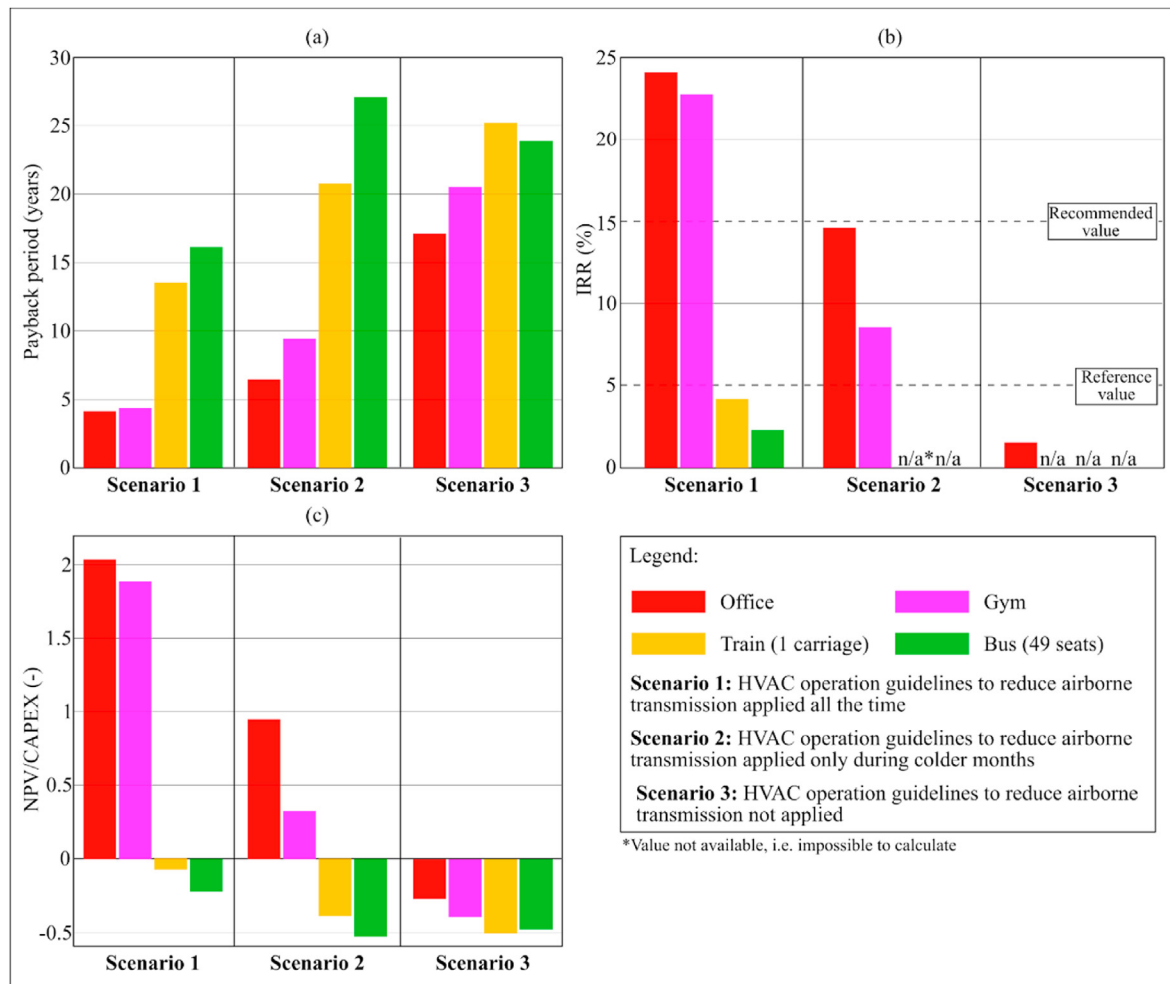 (a)
Payback period (years)
30
25
20
15
10
5
0
Scenario 1
Scenario 2
Scenario 3
(b)
IRR (%)
25
20
15
10
5
0
Recommended
value
Reference
value
n/a* n/a
n/a n/a n/a
Scenario 1
Scenario 2
Scenario 3
(c)
NPV/CAPEX (-)
2
1.5
1
0.5
0
-0.5
Scenario 1
Scenario 2
Scenario 3
Legend:
Office
Gym
Train (1 carriage)
Bus (49 seats)
Scenario 1: HVAC operation guidelines to reduce airborne
transmission applied all the time
Scenario 2: HVAC operation guidelines to reduce airborne
transmission applied only during colder months
Scenario 3: HVAC operation guidelines to reduce airborne
transmission not applied
*Value not available, i.e. impossible to calculate